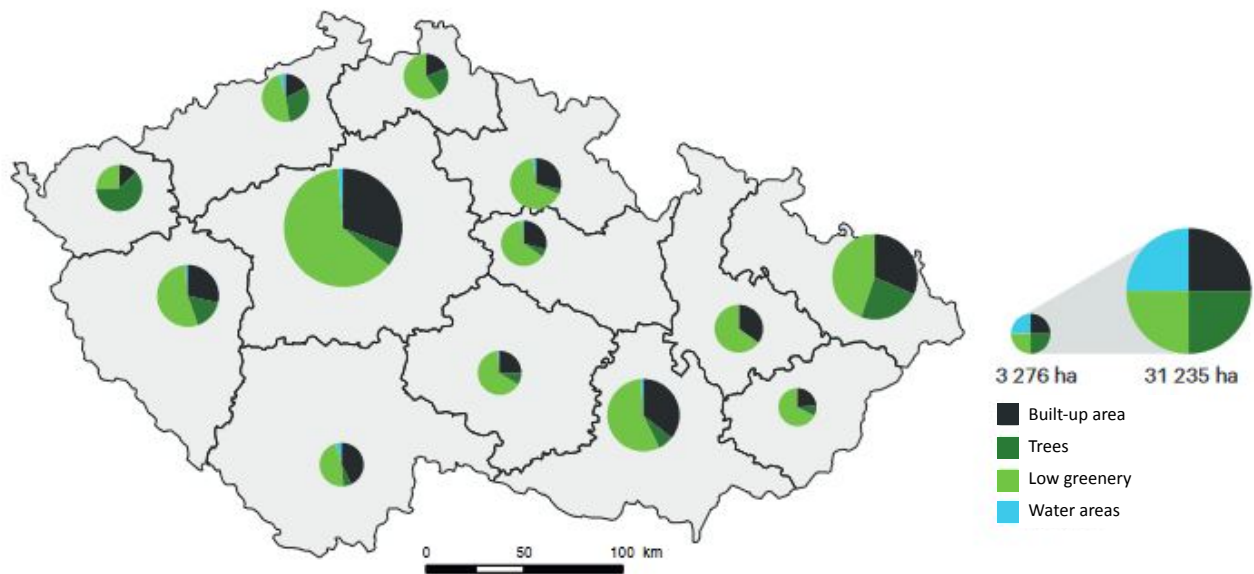 3 276 ha
31 235 ha
Built-up area
Trees
Low greenery
Water areas
0 50 100 km